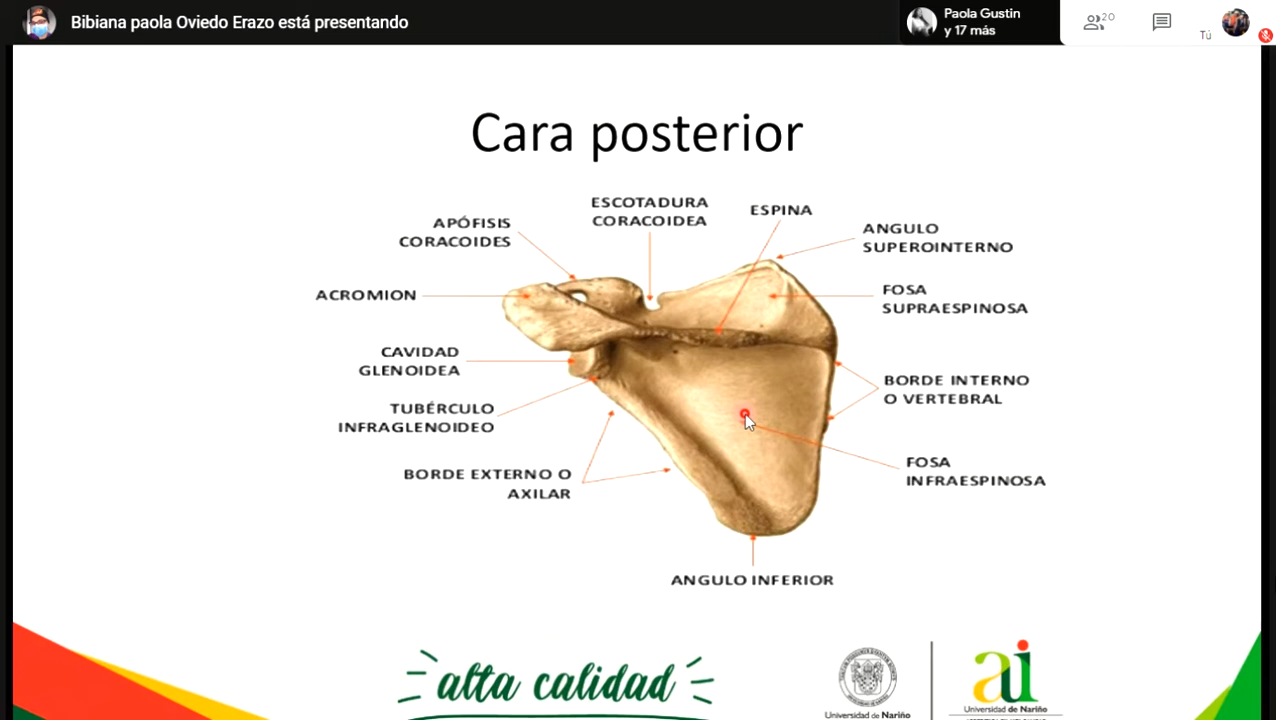 Bibiana paola Oviedo Erazo está presentando
Paola Gustin
y 17 más
20
Tú
Cara posterior
ESCOTADURA
CORACOIDEA
ESPINA
APÓFISIS
CORACOIDES
ANGULO
SUPEROINTERNO
ACROMION
FOSA
SUPRAESPINOSA
CAVIDAD
GLENOIDEA
BORDE INTERNO
O VERTEBRAL
TUBÉRCULO
INFRAGLENOIDEO
FOSA
INFRAESPINOSA
BORDE EXTERNO O
AXILAR
ANGULO INFERIOR
alta calidad
Universidad de Nariño
ai
Universidad de Nariño